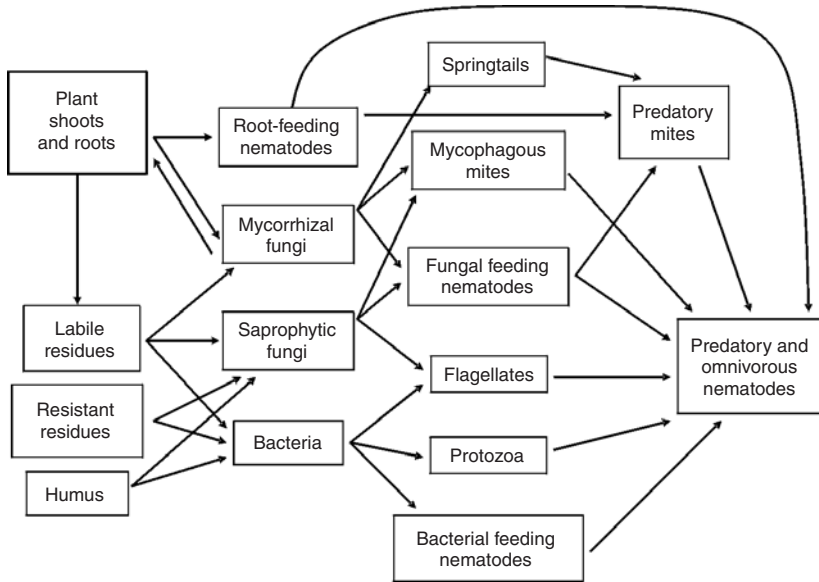 Plant
shoots
and roots
Root-feeding
nematodes
Springtails
Predatory
mites
Mycophagous
mites
Mycorrhizal
fungi
Fungal feeding
nematodes
Labile
residues
Saprophytic
fungi
Flagellates
Predatory and
omnivorous
nematodes
Resistant
residues
Bacteria
Protozoa
Humus
Bacterial feeding
nematodes